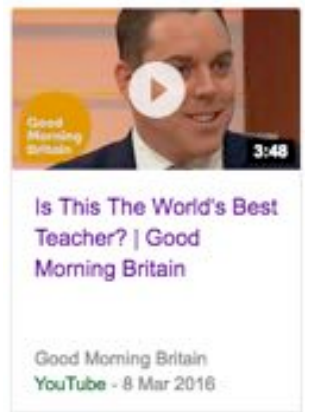 Good
Morning
Britain
3:48
Is This The World's Best
Teacher? | Good
Morning Britain
Good Morning Britain
YouTube - 8 Mar 2016